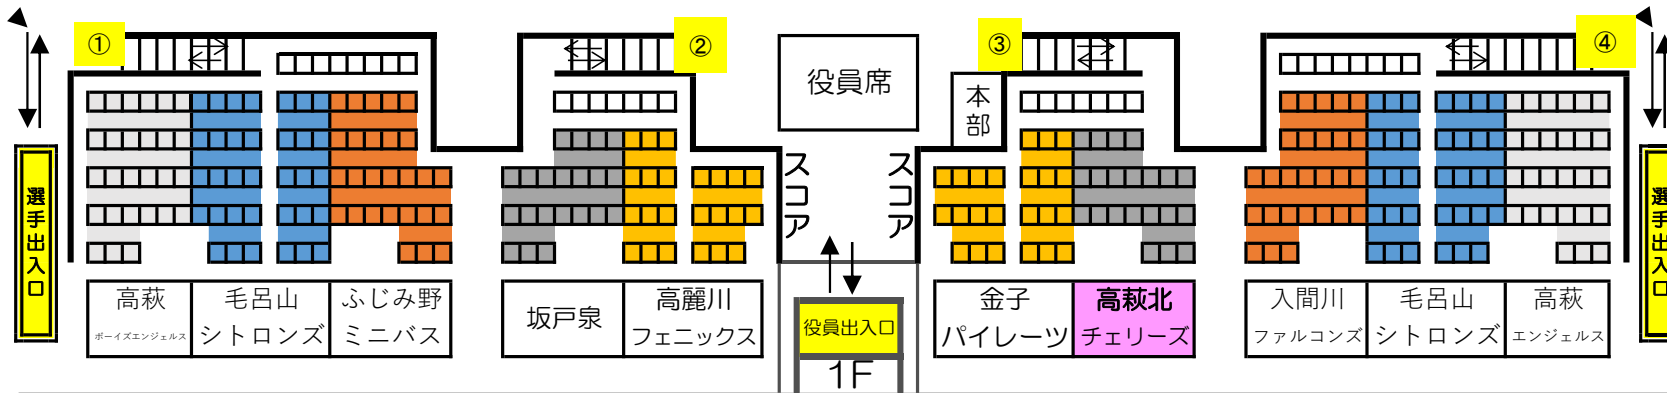 ①
②
③
④
役員席
本部
スコア
スコア
選手出入口
選手出入口
高萩
ボーイズエンジェルス
毛呂山
シトロンズ
ふじみ野
ミニバス
坂戸泉
高麗川
フェニックス
役員出入口
1F
金子
パイレーツ
高萩北
チェリーズ
入間川
ファルコンズ
毛呂山
シトロンズ
高萩
エンジェルス